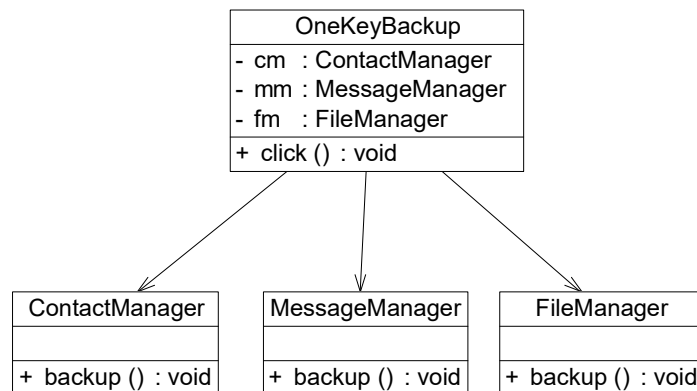 OneKeyBackup
- cm : ContactManager
- mm : MessageManager
- fm : FileManager
+ click () : void
ContactManager
+ backup () : void
MessageManager
+ backup () : void
FileManager
+ backup () : void